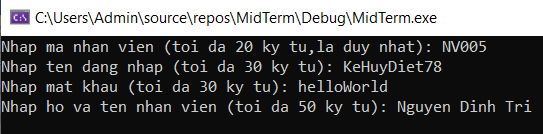 C:\Users\Admin\source\repos\MidTerm\Debug\MidTerm.exe
Nhap ma nhan vien (toi da 20 ky tu,la duy nhat): NV005
Nhap ten dang nhap (toi da 30 ky tu): KeHuyDiet78
Nhap mat khau (toi da 30 ky tu): helloWorld
Nhap ho va ten nhan vien (toi da 50 ky tu): Nguyen Dinh Tri